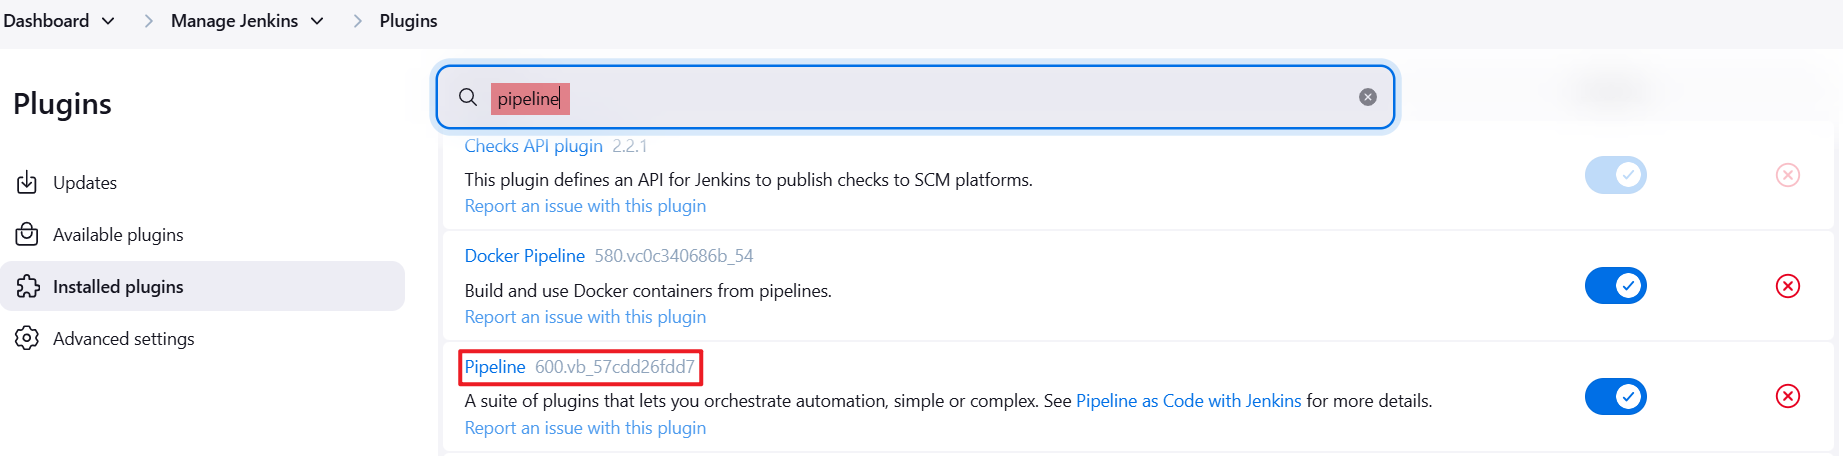 Dashboard
Manage Jenkins
Plugins
Plugins
Updates
Available plugins
Installed plugins
Advanced settings
pipeline
Checks API plugin 2.2.1
This plugin defines an API for Jenkins to publish checks to SCM platforms.
Report an issue with this plugin
Docker Pipeline 580.vc0c340686b_54
Build and use Docker containers from pipelines.
Report an issue with this plugin
Pipeline 600.vb_57cdd26fdd7
A suite of plugins that lets you orchestrate automation, simple or complex. See Pipeline as Code with Jenkins for more details.
Report an issue with this plugin